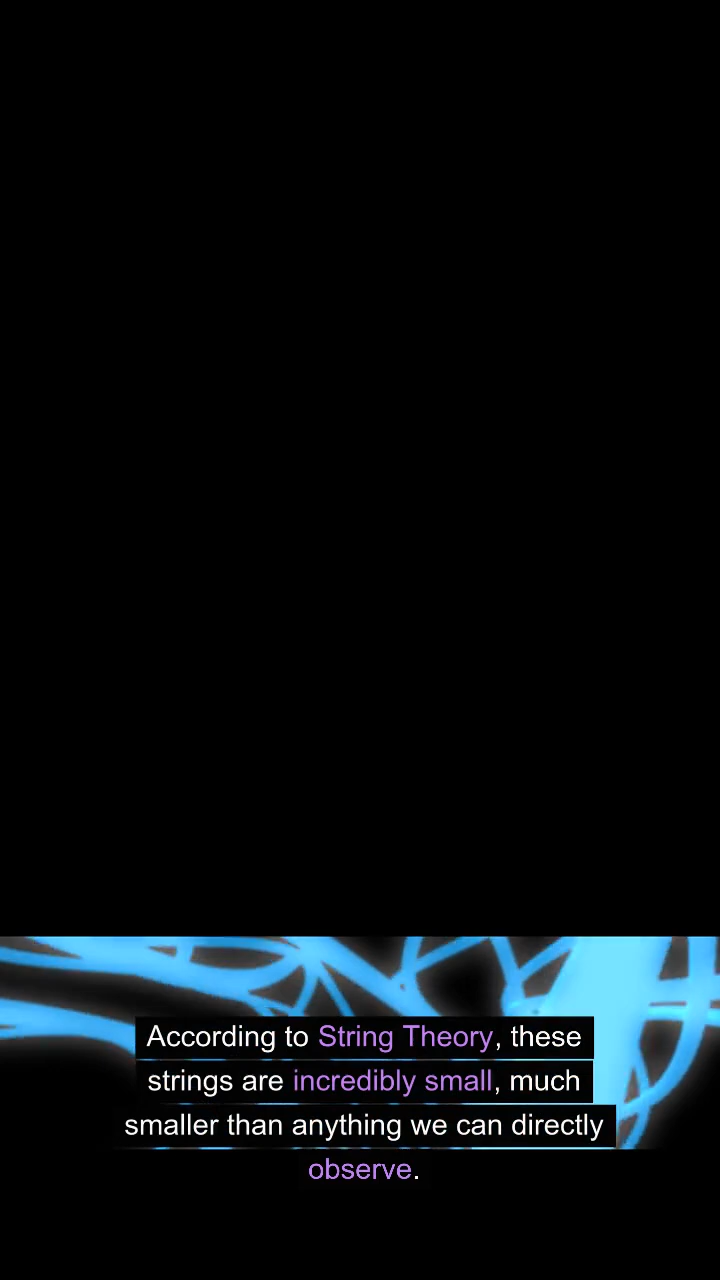 According to String Theory, these
strings are incredibly small, much
smaller than anything we can directly
observe.